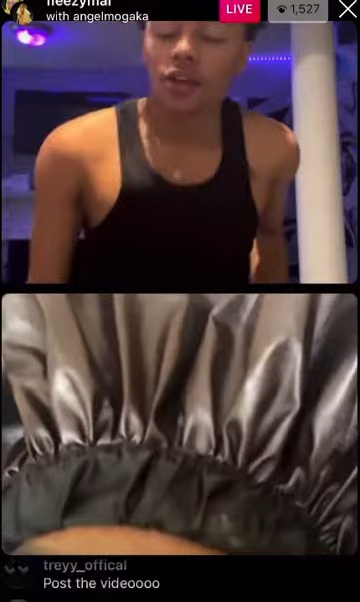 with angelmogaka
LIVE
1,527
treyy_offical
Post the videoooo